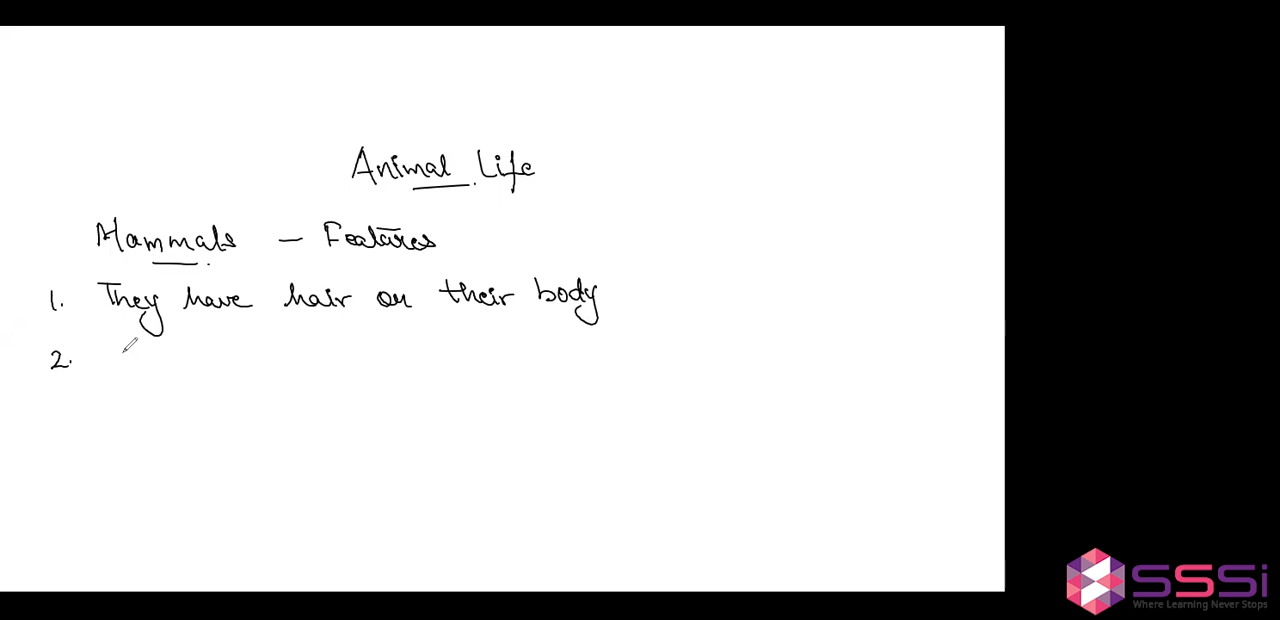 Animal Life
Mammals – Features
1. They have hair on their body
2.
SSSi
Where Learning Never Stops